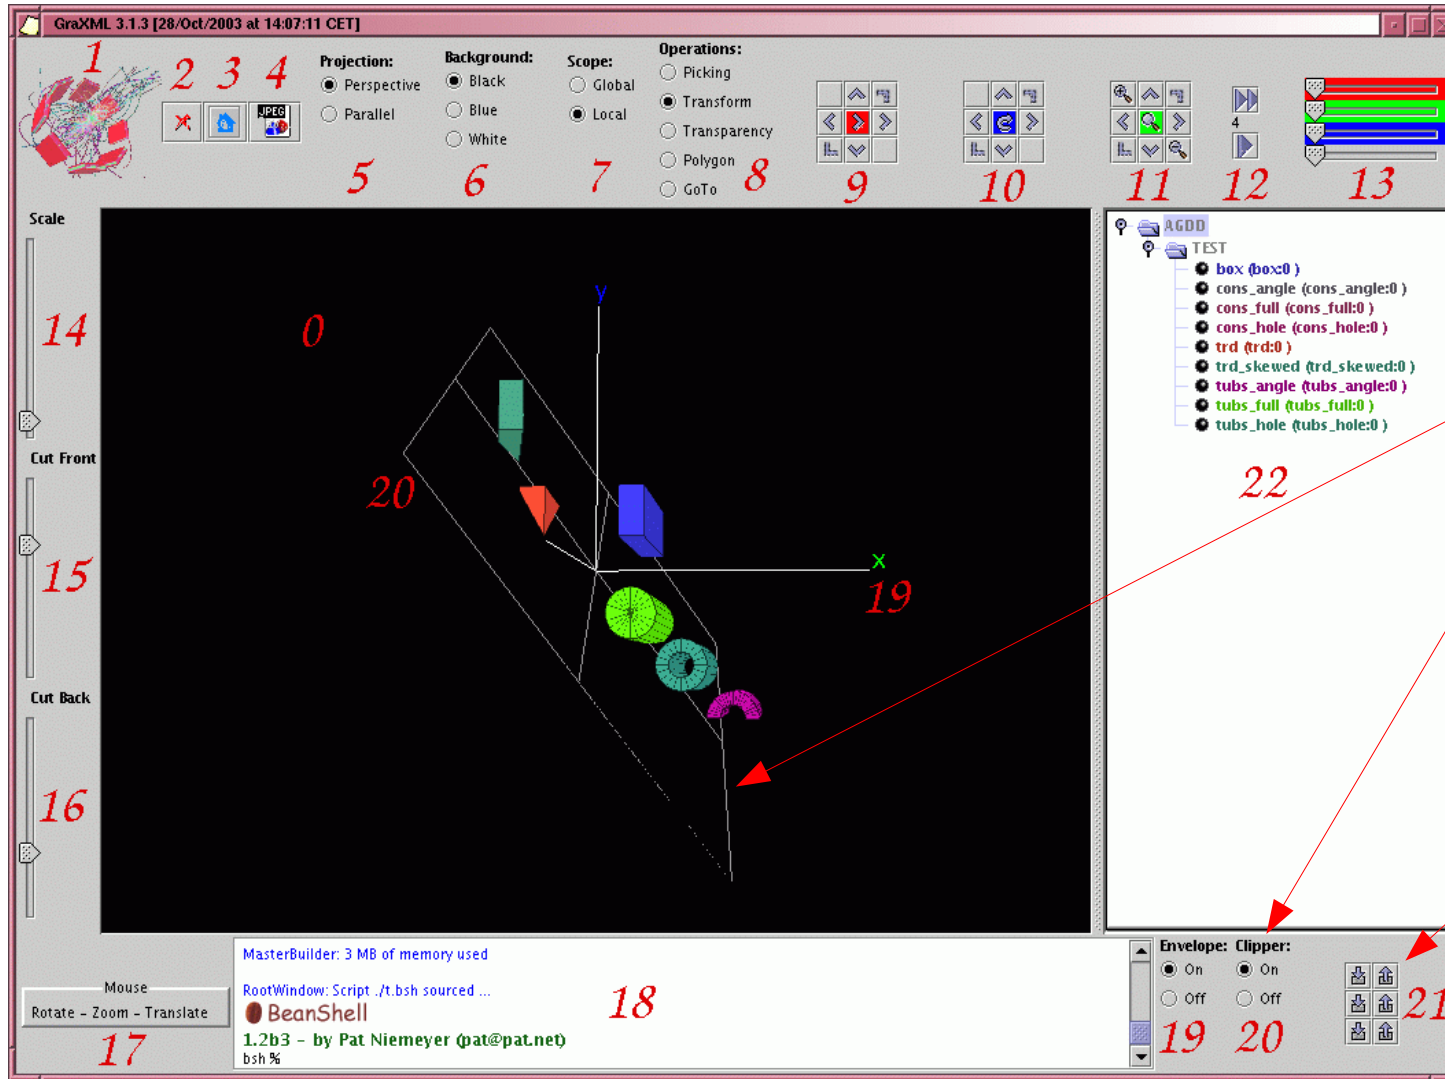 GraXML 3.1.3 [28/Oct/2003 at 14:07:11 CET]
1
2
3
4
JPEG
Projection:
Perspective
Parallel
5
Background:
Black
Blue
White
6
Scope:
Global
Local
7
Operations:
Picking
Transform
Transparency
Polygon
GoTo
8
9
10
11
4
12
13
Scale
14
Cut Front
15
Cut Back
16
0
y
20
x
19
AGDD
TEST
box (box:0 )
cons_angle (cons_angle:0 )
cons_full (cons_full:0 )
cons_hole (cons_hole:0 )
trd (trd:0 )
trd_skewed (trd_skewed:0 )
tubs_angle (tubs_angle:0 )
tubs_full (tubs_full:0 )
tubs_hole (tubs_hole:0 )
22
Mouse
Rotate - Zoom - Translate
17
MasterBuilder: 3 MB of memory used
RootWindow: Script ./t.bsh sourced ...
BeanShell
1.2b3 - by Pat Niemeyer (pat@pat.net)
bsh %
18
Envelope:
On
Off
19
Clipper:
On
Off
20
21